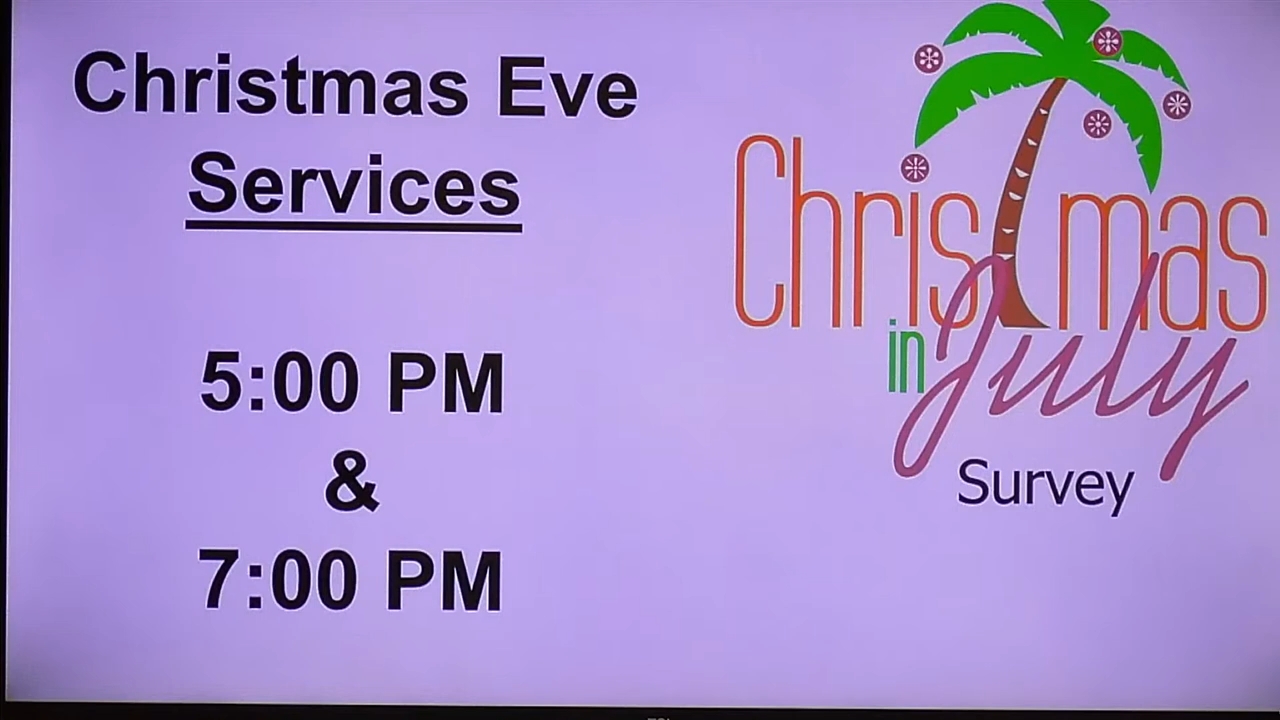 Christmas Eve
Services
5:00 PM
&
7:00 PM
Christmas
in July
Survey